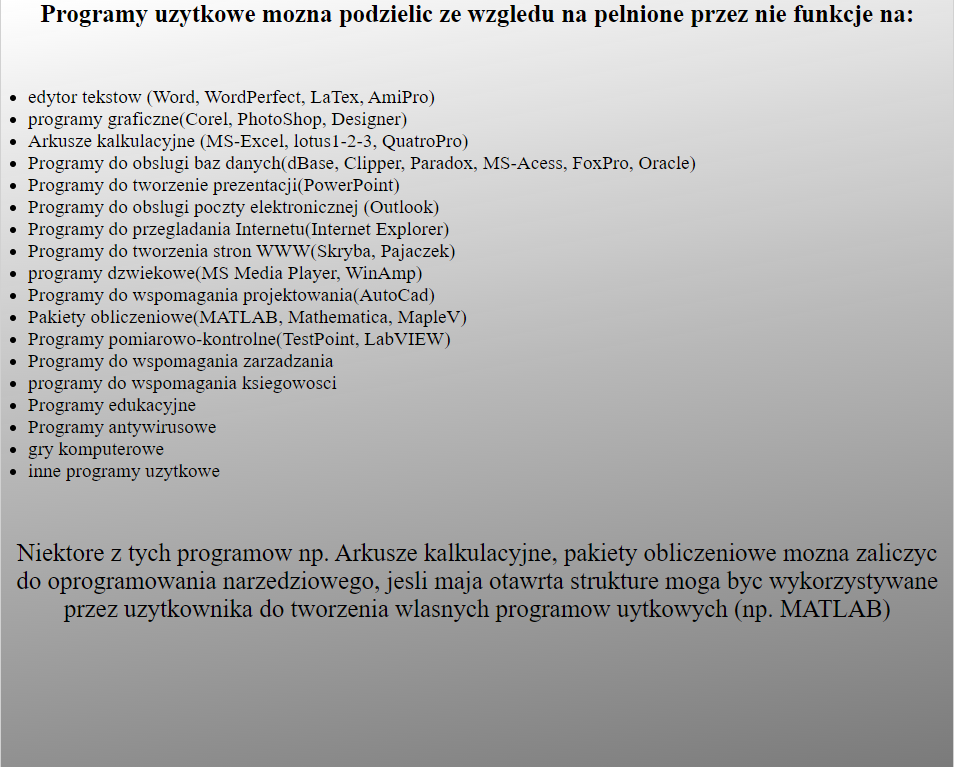 Programy uzytkowe mozna podzielic ze wzgledu na pelnione przez nie funkcje na:
edytor tekstow (Word, WordPerfect, LaTex, AmiPro)
programy graficzne(Corel, PhotoShop, Designer)
Arkusze kalkulacyjne (MS-Excel, lotus1-2-3, QuatroPro)
Programy do obslugi baz danych(dBase, Clipper, Paradox, MS-Acess, FoxPro, Oracle)
Programy do tworzenie prezentacji(PowerPoint)
Programy do obslugi poczty elektronicznej (Outlook)
Programy do przegladania Internetu(Internet Explorer)
Programy do tworzenia stron WWW(Skryba, Pajaczek)
programy dzwiekowe(MS Media Player, WinAmp)
Programy do wspomagania projektowania(AutoCad)
Pakiety obliczeniowe(MATLAB, Mathematica, MapleV)
Programy pomiarowo-kontrolne(TestPoint, LabVIEW)
Programy do wspomagania zarzadzania
programy do wspomagania ksiegowosci
Programy edukacyjne
Programy antywirusowe
gry komputerowe
inne programy uzytkowe
Niektore z tych programow np. Arkusze kalkulacyjne, pakiety obliczeniowe mozna zaliczyc
do oprogramowania narzedziowego, jesli maja otawrta strukture moga byc wykorzystywane
przez uzytkownika do tworzenia wlasnych programow uytkowych (np. MATLAB)